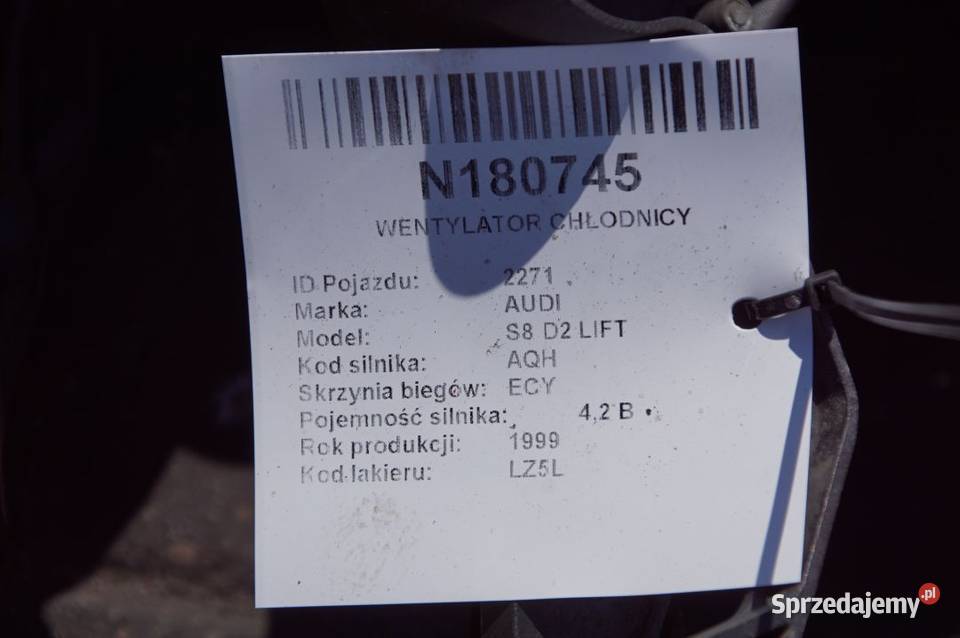 N180745
WENTYLATOR CHŁODNICY
ID Pojazdu: 2271
Marka: AUDI
Model: S8 D2 LIFT
Kod silnika: AQH
Skrzynia biegów: ECY
Pojemność silnika: 4,2 B
Rok produkcji: 1999
Kod lakieru: LZ5L
Sprzedajemy.pl